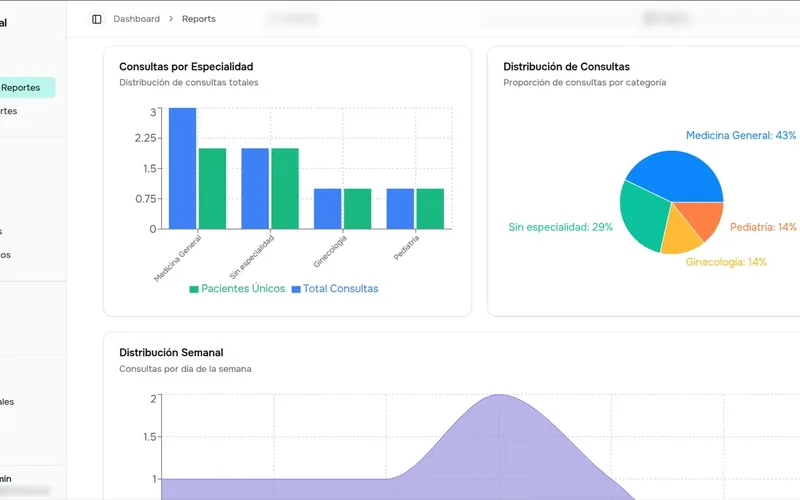 al
Dashboard > Reports
Reportes
rtes
s
os
ales
min
Consultas por Especialidad
Distribución de consultas totales
3
2.25
1.5
0.75
0
Medicina General
Sin especialidad
Ginecología
Pediatría
Pacientes Únicos
Total Consultas
Distribución de Consultas
Proporción de consultas por categoría
Medicina General: 43%
Sin especialidad: 29%
Pediatría: 14%
Ginecología: 14%
Distribución Semanal
Consultas por día de la semana
2
1.5
1